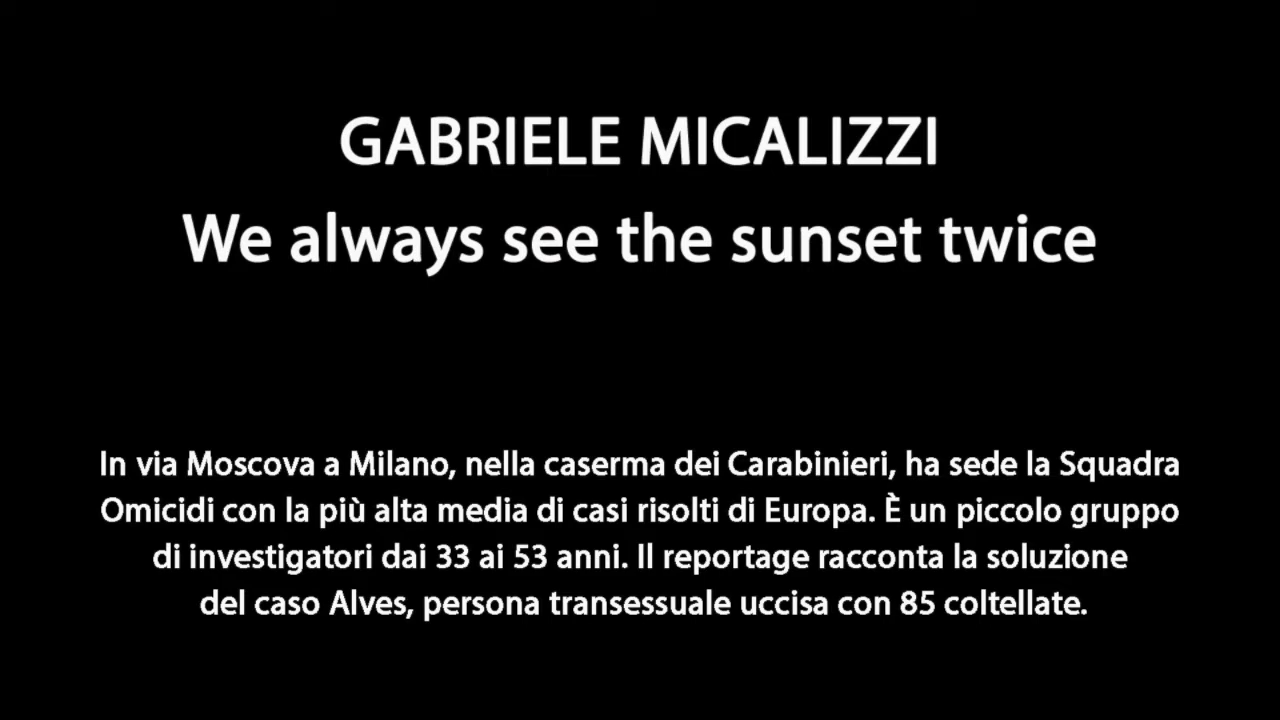 GABRIELE MICALIZZI
We always see the sunset twice
In via Moscova a Milano, nella caserma dei Carabinieri, ha sede la Squadra
Omicidi con la più alta media di casi risolti di Europa. È un piccolo gruppo
di investigatori dai 33 ai 53 anni. Il reportage racconta la soluzione
del caso Alves, persona transessuale uccisa con 85 coltellate.